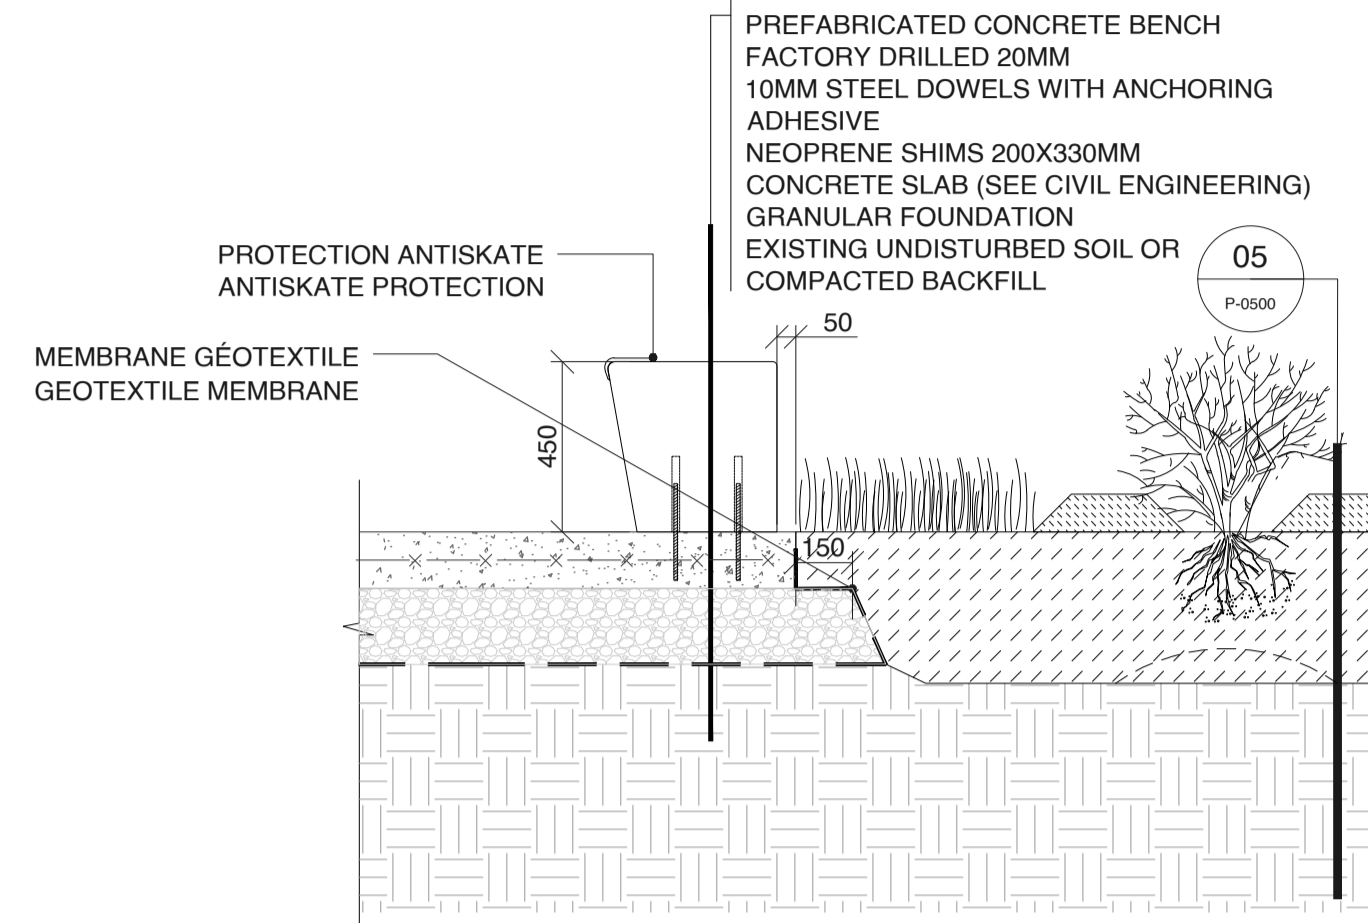 PREFABRICATED CONCRETE BENCH
FACTORY DRILLED 20MM
10MM STEEL DOWELS WITH ANCHORING
ADHESIVE
NEOPRENE SHIMS 200X330MM
CONCRETE SLAB (SEE CIVIL ENGINEERING)
GRANULAR FOUNDATION
EXISTING UNDISTURBED SOIL OR
COMPACTED BACKFILL
PROTECTION ANTISKATE
ANTISKATE PROTECTION
05
P-0500
50
MEMBRANE GÉOTEXTILE
GEOTEXTILE MEMBRANE
450
150